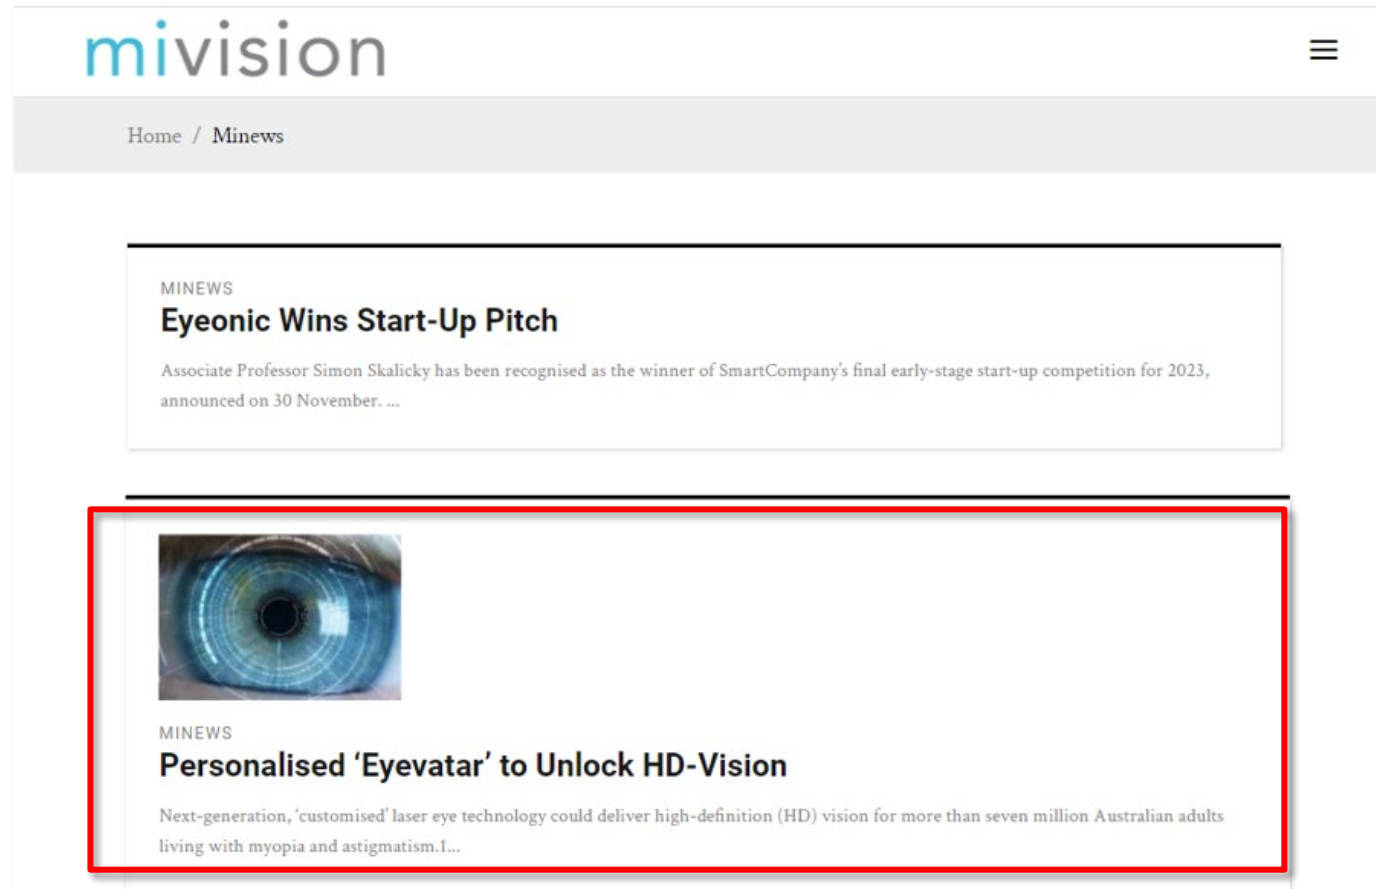 mivision
Home / Minews
MINEWS
Eyeonic Wins Start-Up Pitch
Associate Professor Simon Skalicky has been recognised as the winner of SmartCompany’s final early-stage start-up competition for 2023,
announced on 30 November. ...
MINEWS
Personalised ‘Eyevatar’ to Unlock HD-Vision
Next-generation, ‘customised’ laser eye technology could deliver high-definition (HD) vision for more than seven million Australian adults
living with myopia and astigmatism.1...